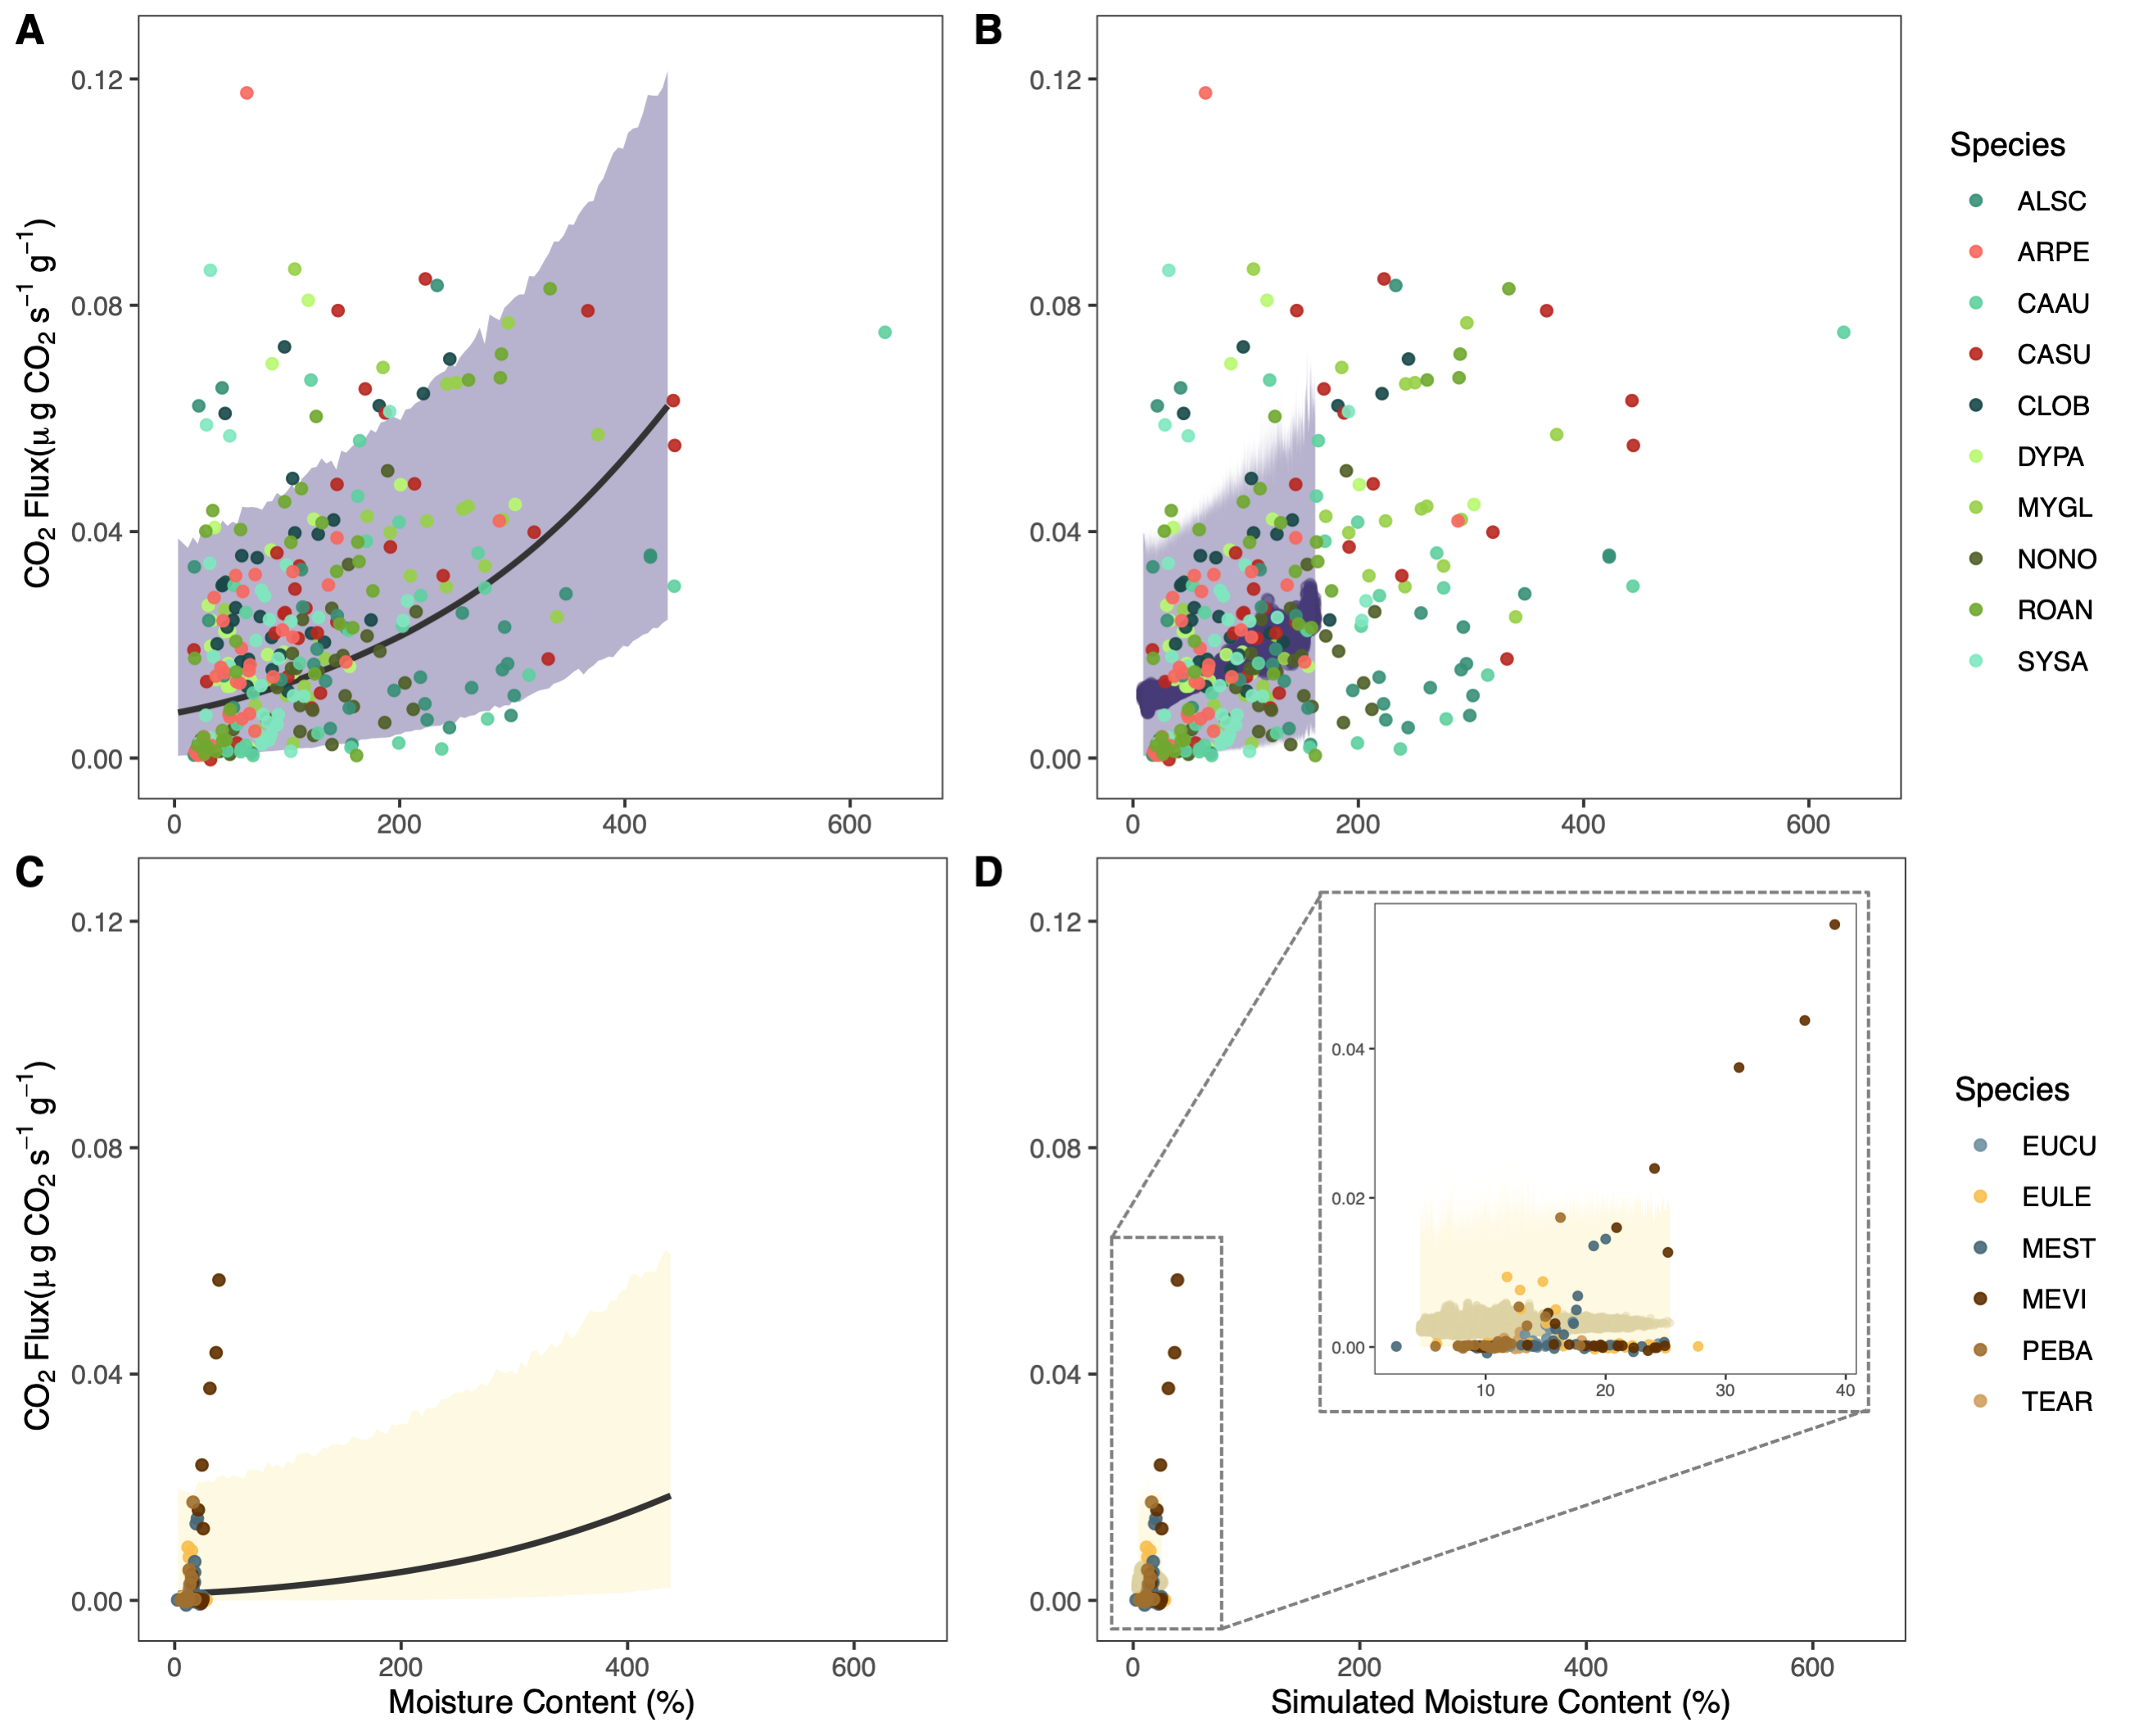 A
B
0.12
0.08
0.04
0.00
CO2 Flux(μ g CO2 s−1 g−1)
0
200
400
600
0.12
0.08
0.04
0.00
0
200
400
600
Species
ALSC
ARPE
CAAU
CASU
CLOB
DYPA
MYGL
NONO
ROAN
SYSA
C
D
0.12
0.08
0.04
0.00
CO2 Flux(μ g CO2 s−1 g−1)
0
200
400
600
Moisture Content (%)
0.12
0.08
0.04
0.00
0.04
0.02
0.00
10
20
30
40
0
200
400
600
Simulated Moisture Content (%)
Species
EUCU
EULE
MEST
MEVI
PEBA
TEAR